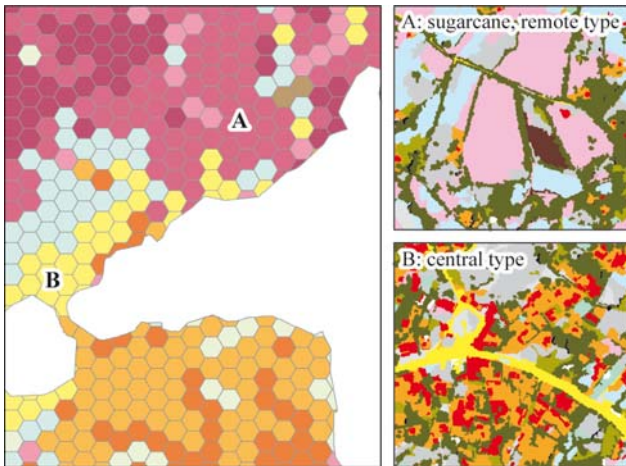 A
B
A: sugarcane, remote type
B: central type